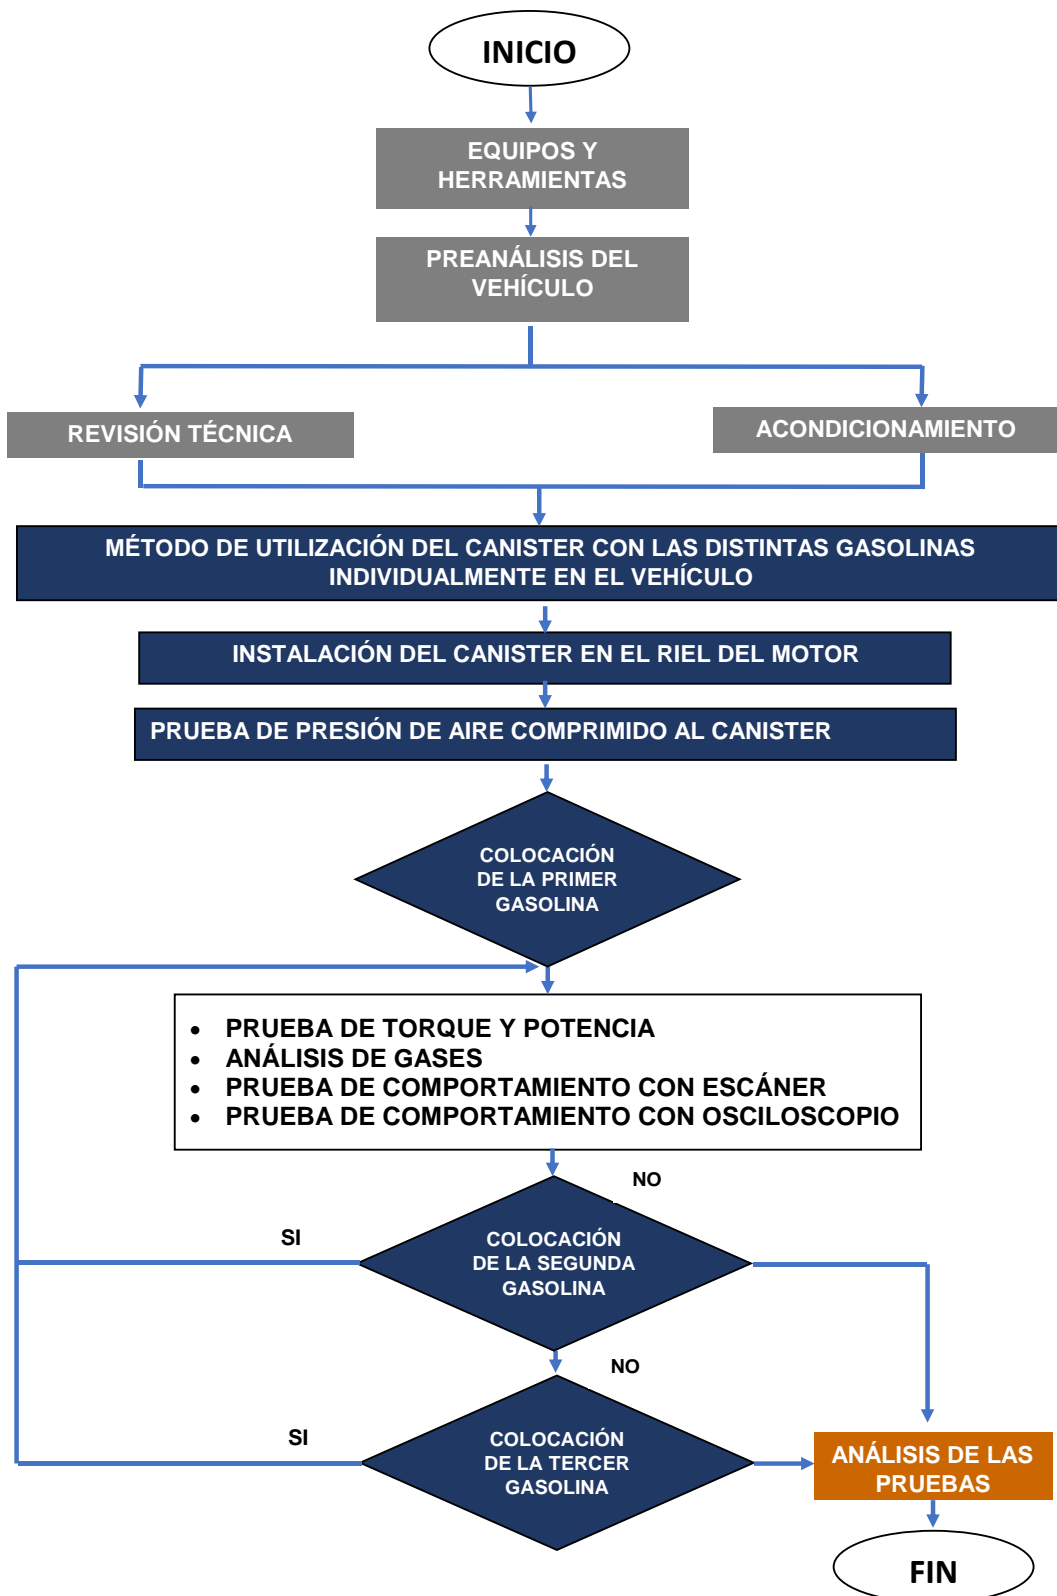 INICIO
EQUIPOS Y
HERRAMIENTAS
PREANÁLISIS DEL
VEHÍCULO
REVISIÓN TÉCNICA
ACONDICIONAMIENTO
MÉTODO DE UTILIZACIÓN DEL CANISTER CON LAS DISTINTAS GASOLINAS
INDIVIDUALMENTE EN EL VEHÍCULO
INSTALACIÓN DEL CANISTER EN EL RIEL DEL MOTOR
PRUEBA DE PRESIÓN DE AIRE COMPRIMIDO AL CANISTER
COLOCACIÓN
DE LA PRIMER
GASOLINA
• PRUEBA DE TORQUE Y POTENCIA
• ANÁLISIS DE GASES
• PRUEBA DE COMPORTAMIENTO CON ESCÁNER
• PRUEBA DE COMPORTAMIENTO CON OSCILOSCOPIO
NO
SI
COLOCACIÓN
DE LA SEGUNDA
GASOLINA
NO
SI
COLOCACIÓN
DE LA TERCER
GASOLINA
ANÁLISIS DE LAS
PRUEBAS
FIN